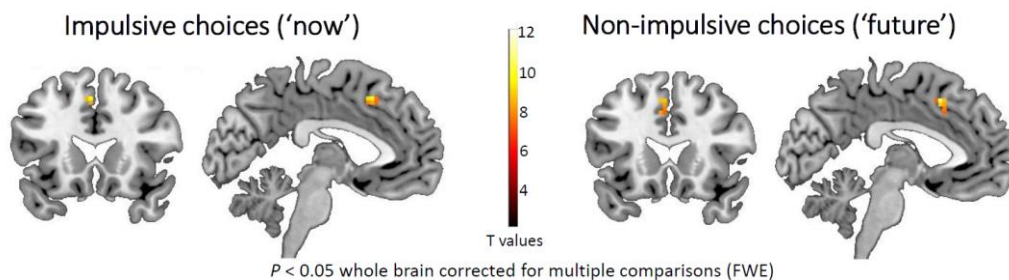 Impulsive choices ('now')
Non-impulsive choices ('future')
12
10
8
6
4
T values
P < 0.05 whole brain corrected for multiple comparisons (FWE)